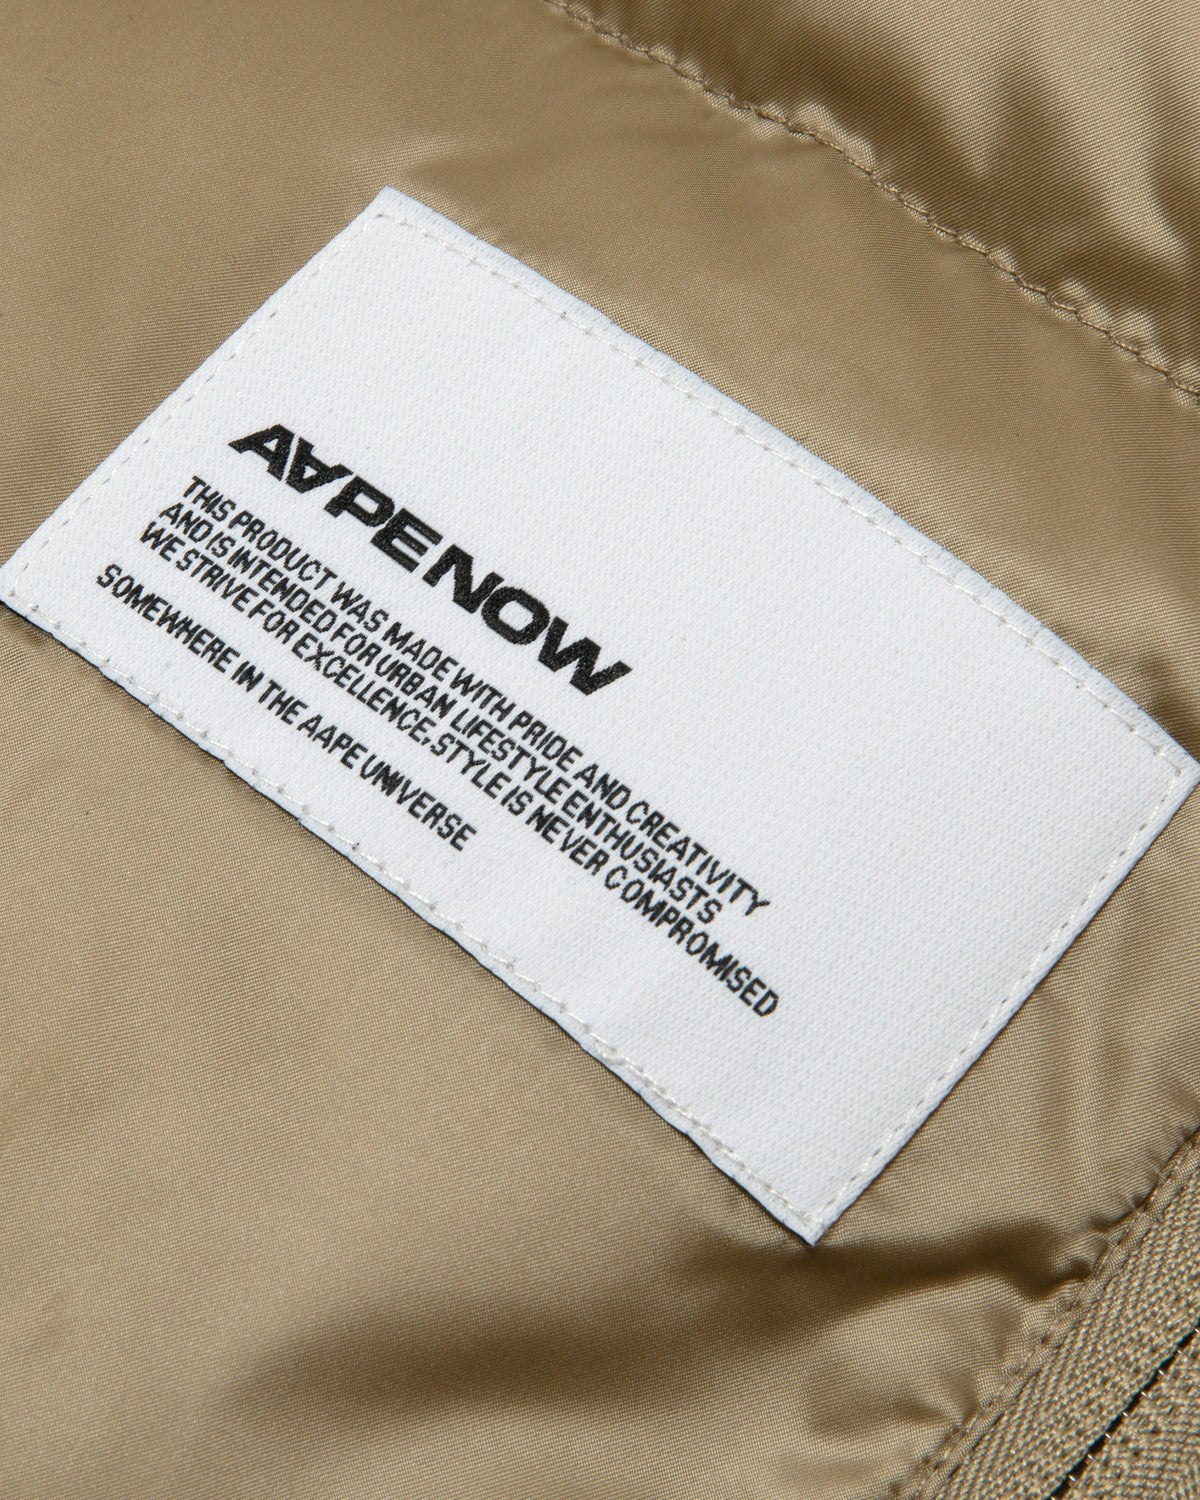 AAPE NOW
THIS PRODUCT WAS MADE WITH PRIDE AND CREATIVITY
AND IS INTENDED FOR URBAN LIFESTYLE ENTHUSIASTS
WE STRIVE FOR EXCELLENCE, STYLE IS NEVER COMPROMISED
SOMEWHERE IN THE AAPE UNIVERSE